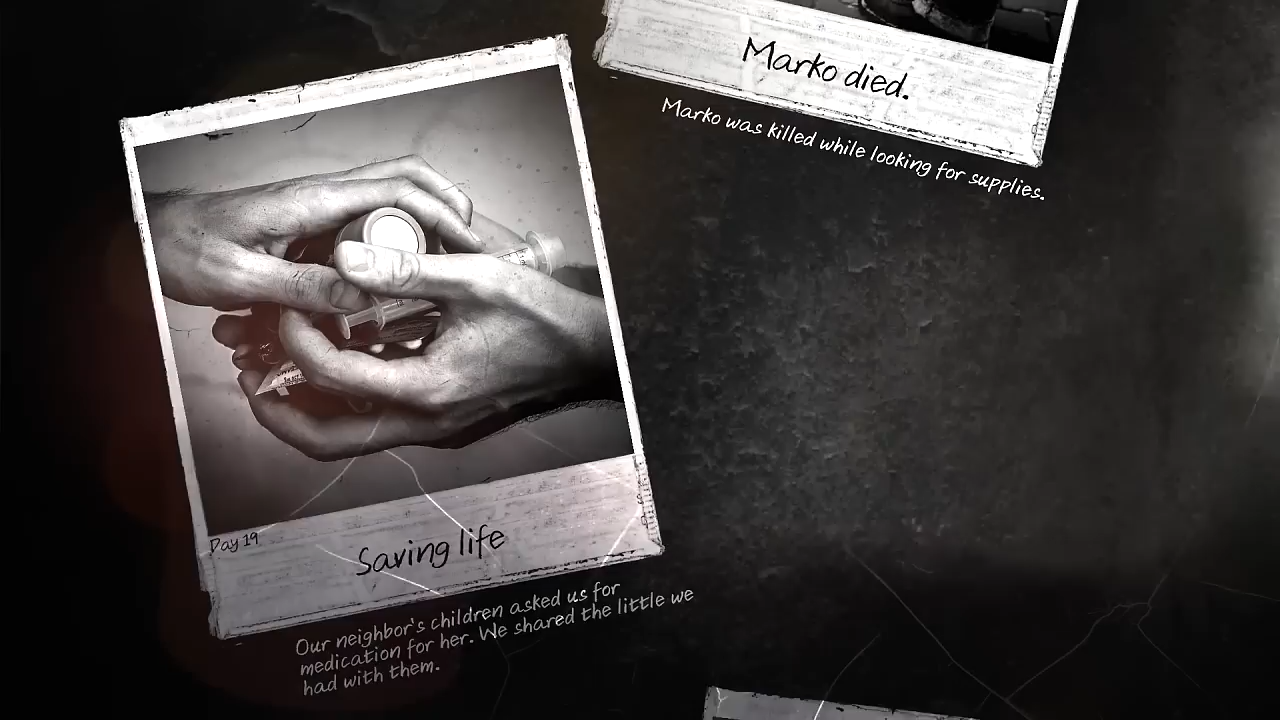 Marko died.
Marko was killed while looking for supplies.
Day 19
Saving life
Our neighbor's children asked us for
medication for her. We shared the little we
had with them.